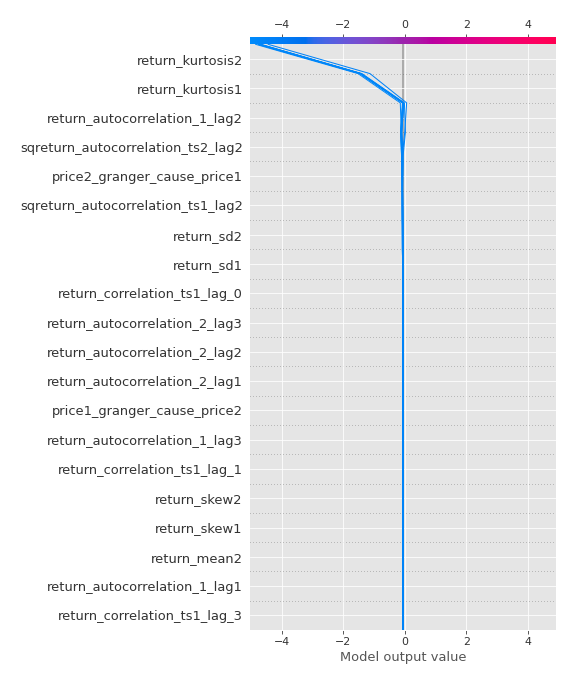 −4 −2 0 2 4
return_kurtosis2
return_kurtosis1
return_autocorrelation_1_lag2
sqreturn_autocorrelation_ts2_lag2
price2_granger_cause_price1
sqreturn_autocorrelation_ts1_lag2
return_sd2
return_sd1
return_correlation_ts1_lag_0
return_autocorrelation_2_lag3
return_autocorrelation_2_lag2
return_autocorrelation_2_lag1
price1_granger_cause_price2
return_autocorrelation_1_lag3
return_correlation_ts1_lag_1
return_skew2
return_skew1
return_mean2
return_autocorrelation_1_lag1
return_correlation_ts1_lag_3
−4 −2 0 2 4
Model output value